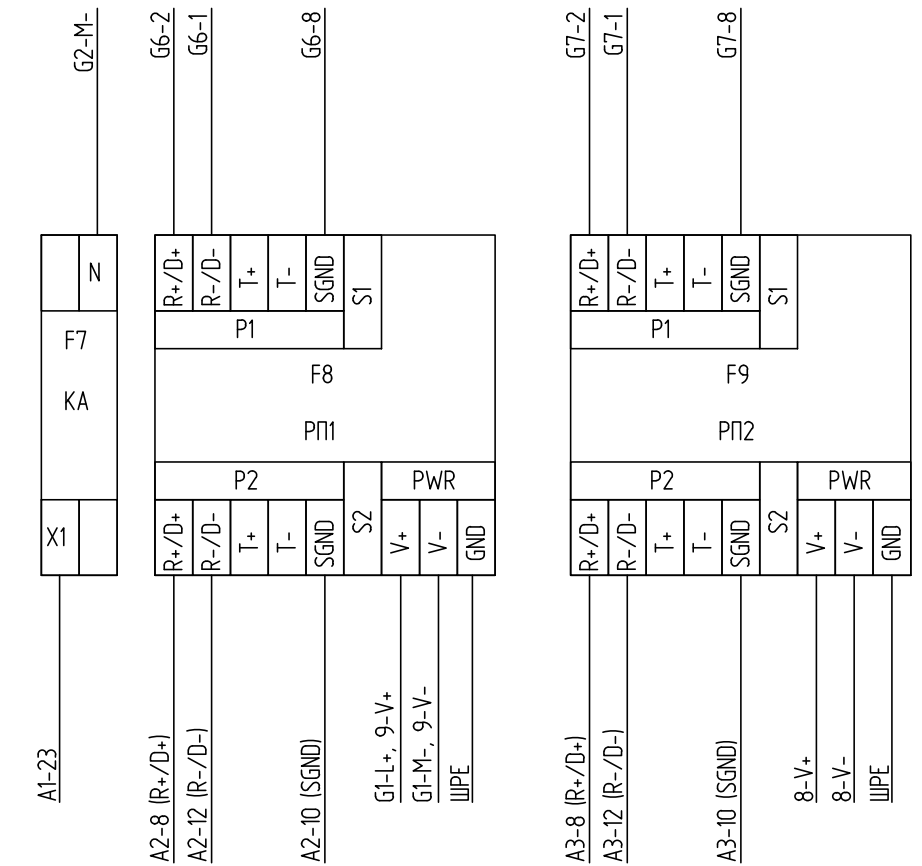 G2-M-
G6-2
G6-1
G6-8
G7-2
G7-1
G7-8
N
R+/D+
R-/D-
T+
T-
SGND
S1
R+/D+
R-/D-
T+
T-
SGND
S1
P1
P1
F7
F8
F9
КА
РП1
РП2
P2
PWR
P2
PWR
X1
R+/D+
R-/D-
T+
T-
SGND
S2
V+
V-
GND
R+/D+
R-/D-
T+
T-
SGND
S2
V+
V-
GND
A1-23
A2-8 (R+/D+)
A2-12 (R-/D-)
A2-10 (SGND)
G1-L+, 9-V+
G1-M-, 9-V-
ШРЕ
A3-8 (R+/D+)
A3-12 (R-/D-)
A3-10 (SGND)
8-V+
8-V-
ШРЕ